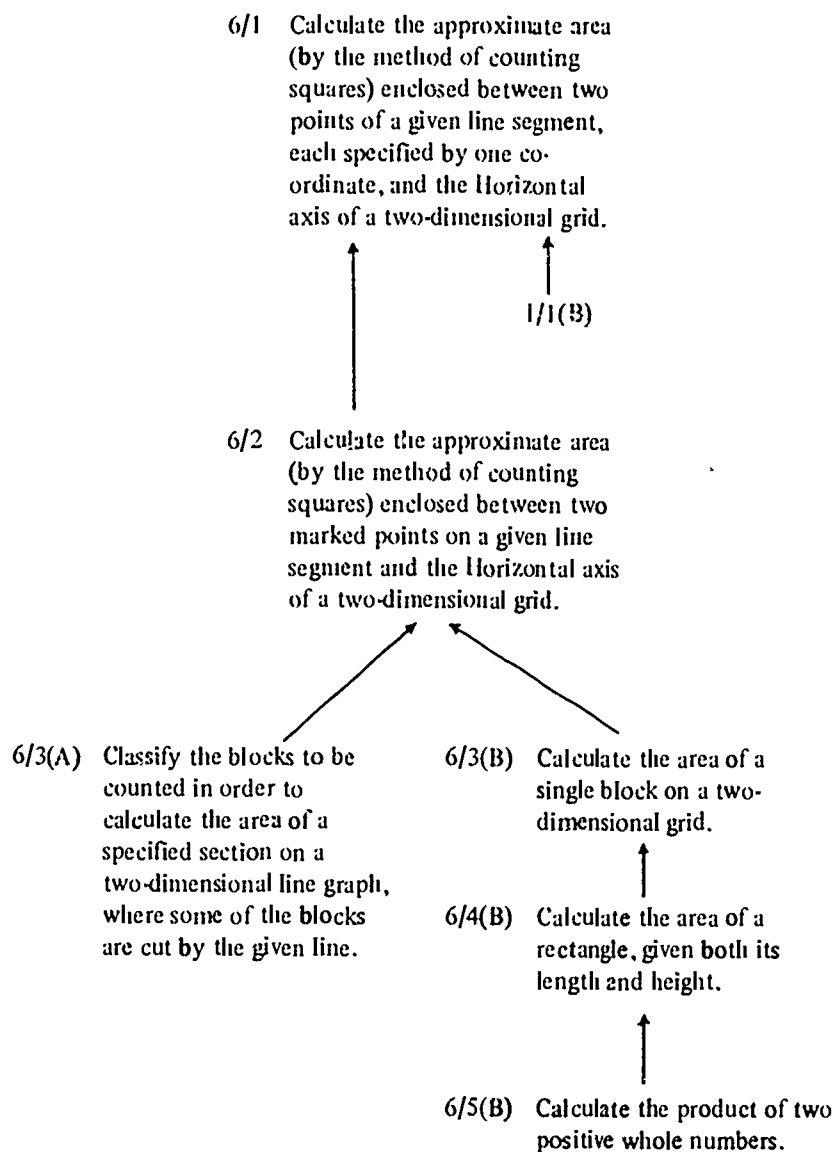 6/1 Calculate the approximate area
(by the method of counting
squares) enclosed between two
points of a given line segment,
each specified by one co-
ordinate, and the Horizontal
axis of a two-dimensional grid.
1/1(B)
6/2 Calculate the approximate area
(by the method of counting
squares) enclosed between two
marked points on a given line
segment and the Horizontal axis
of a two-dimensional grid.
6/3(A) Classify the blocks to be
counted in order to
calculate the area of a
specified section on a
two-dimensional line graph,
where some of the blocks
are cut by the given line.
6/3(B) Calculate the area of a
single block on a two-
dimensional grid.
6/4(B) Calculate the area of a
rectangle, given both its
length and height.
6/5(B) Calculate the product of two
positive whole numbers.